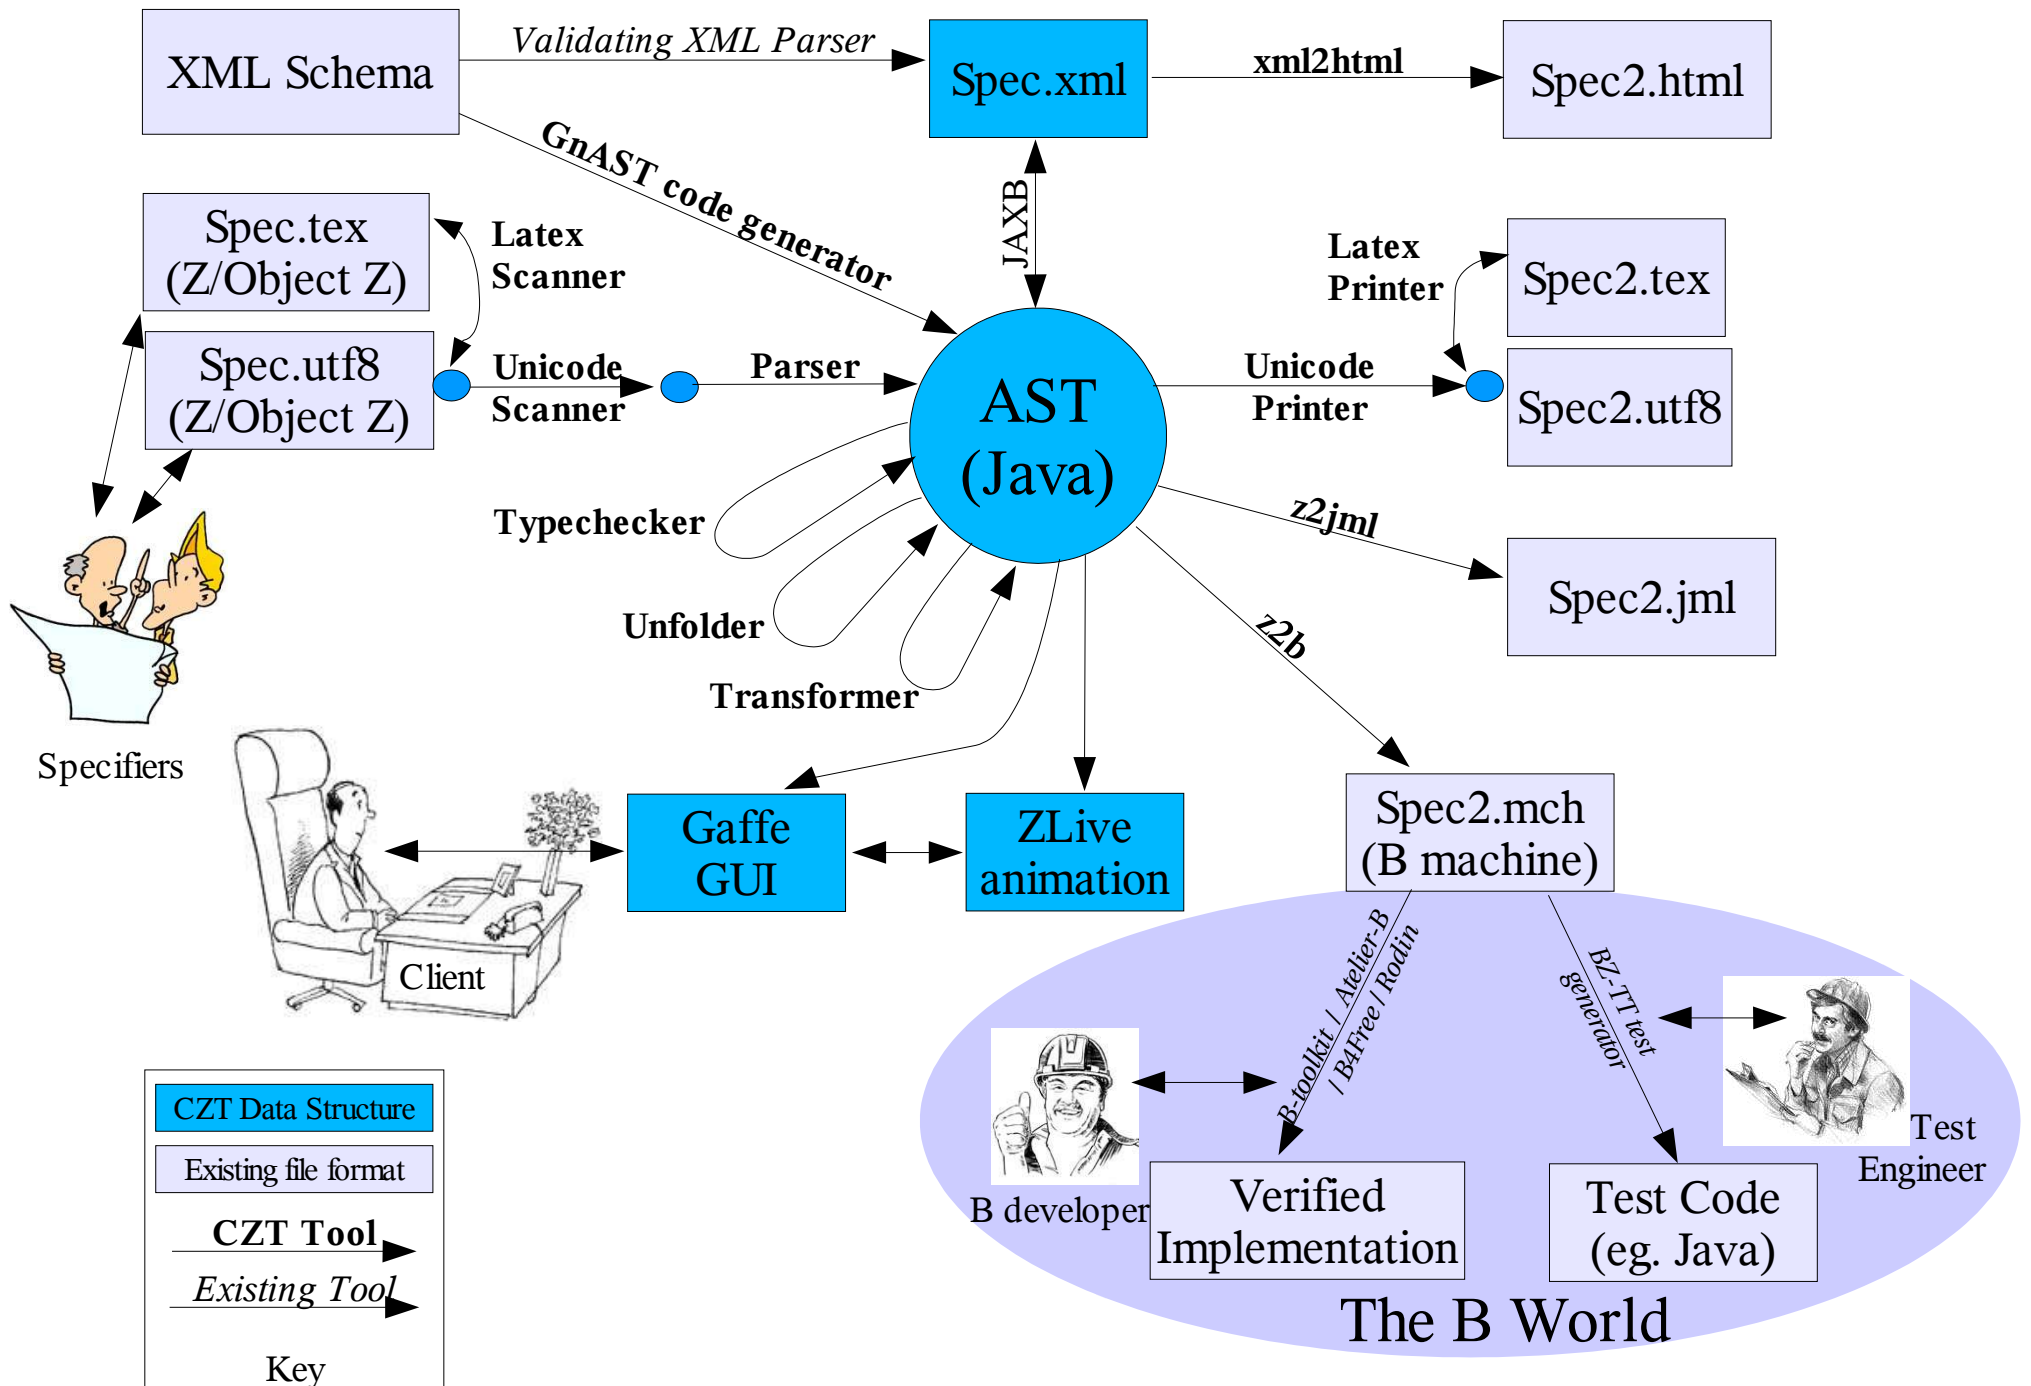 XML Schema
Validating XML Parser
Spec.xml
xml2html
Spec2.html
GnAST code generator
JAXB
Spec.tex
(Z/Object Z)
Latex
Scanner
Latex
Printer
Spec2.tex
Spec.utf8
(Z/Object Z)
Unicode
Scanner
Parser
AST
(Java)
Unicode
Printer
Spec2.utf8
Typechecker
z2jml
Spec2.jml
Unfolder
z2b
Transformer
Specifiers
Gaffe
GUI
ZLive
animation
Spec2.mch
(B machine)
Client
B-toolkit / Atelier-B
/ B4Free / Rodin
BZ-TT test
generator
Test
Engineer
B developer
Verified
Implementation
Test Code
(eg. Java)
The B World
CZT Data Structure
Existing file format
CZT Tool
Existing Tool
Key